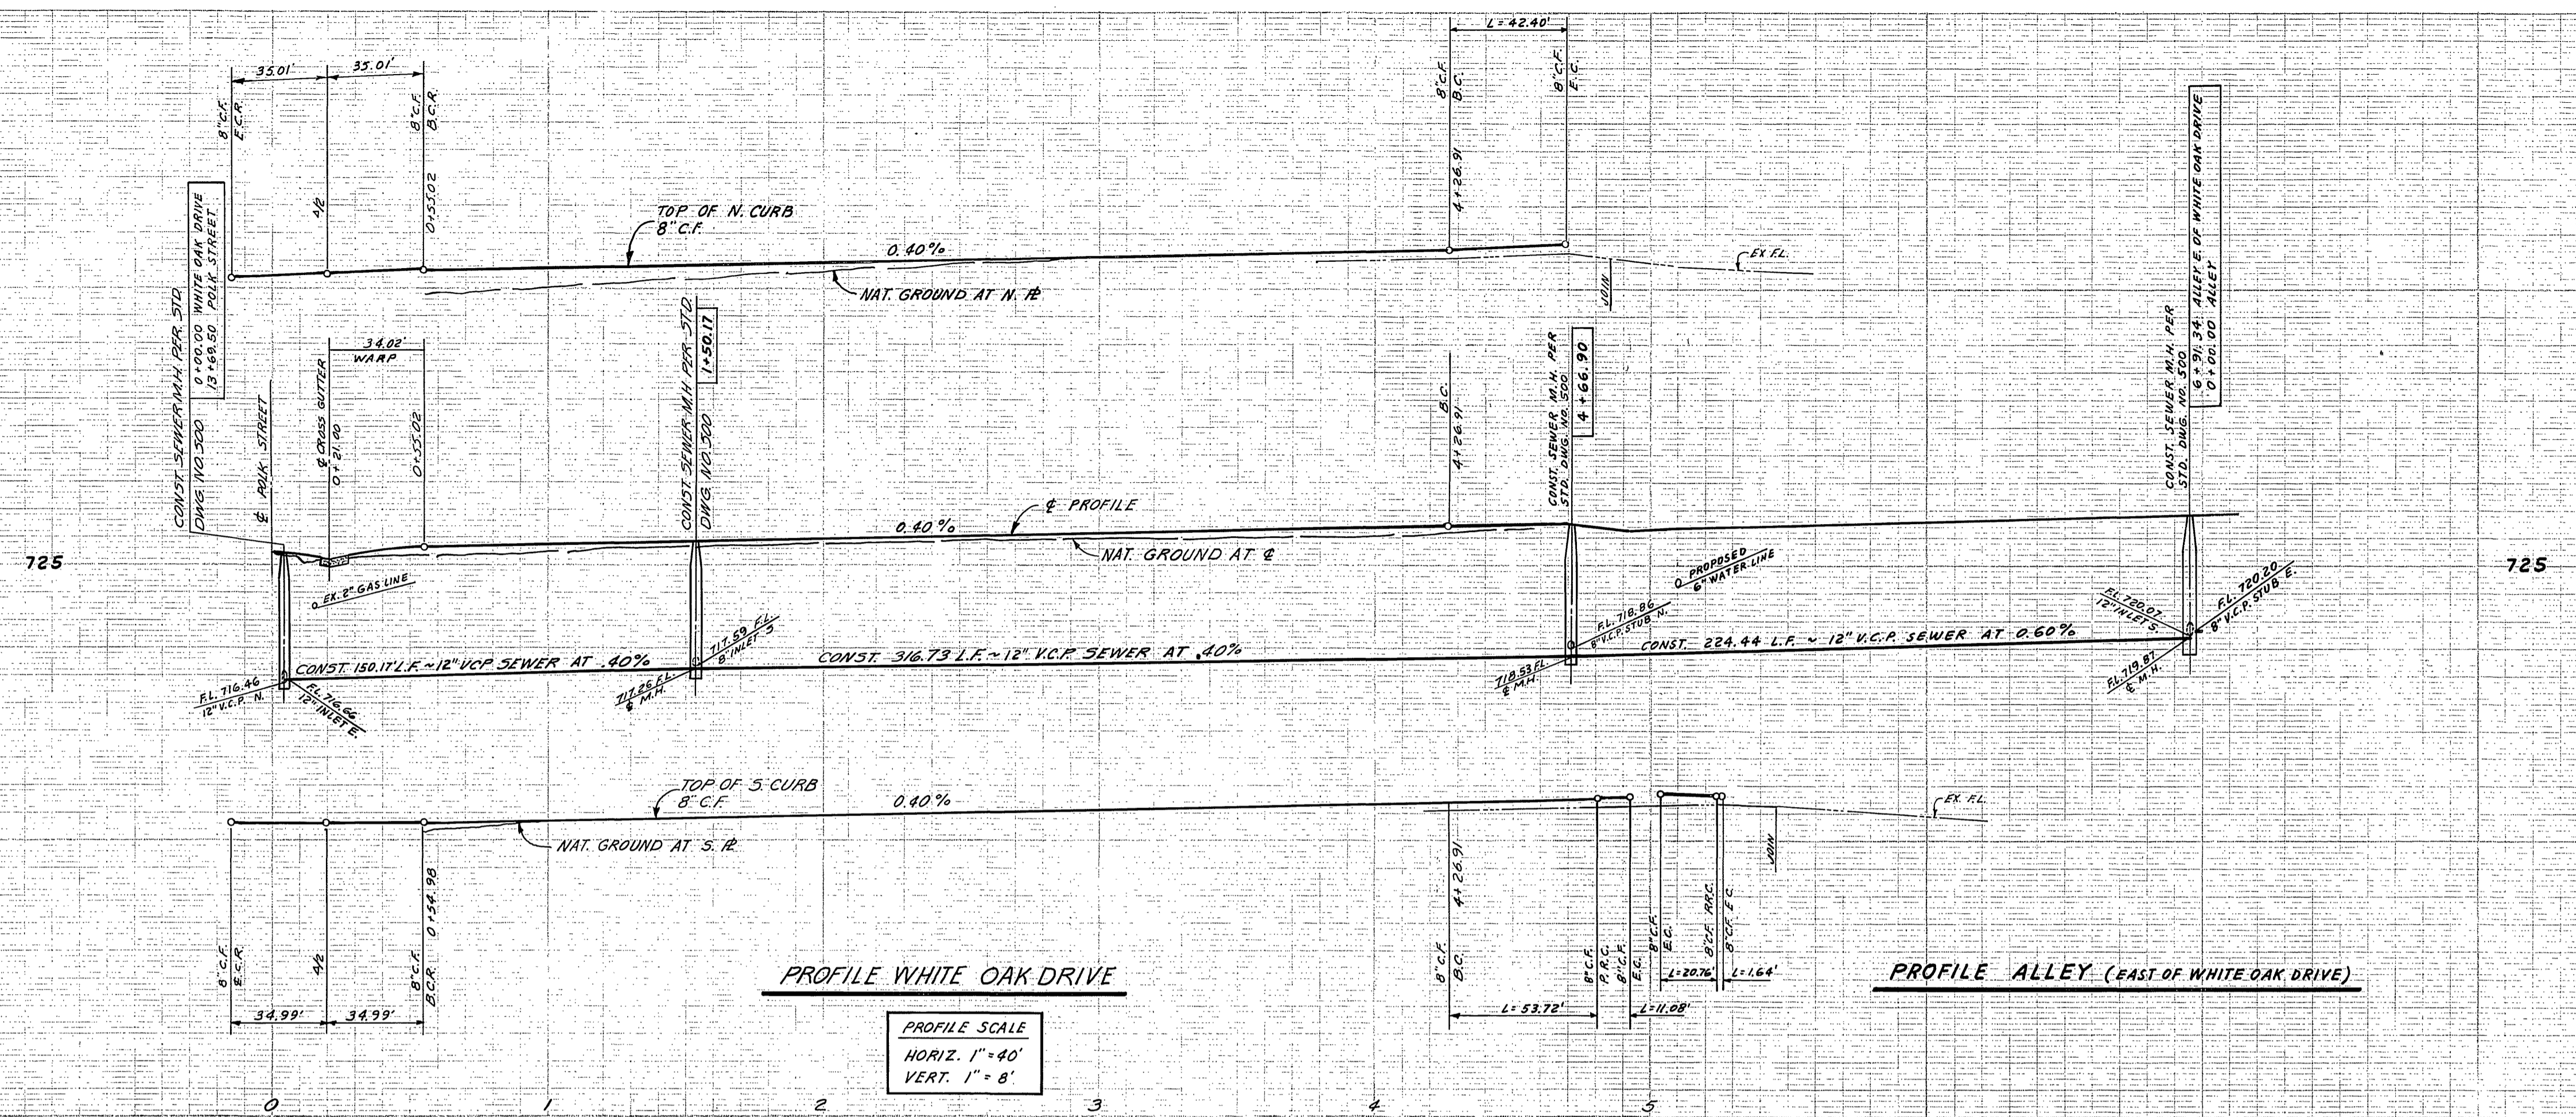 L = 42.40'
35.01'
35.01'
8" C.F.
E.C.R.
Δ/2
8" C.F.
B.C.R.
0+55.02
8" C.F.
B.C.
4+26.91
8" C.F.
E.C.
TOP OF N. CURB
8" C.F.
0.40%
NAT. GROUND AT N. ℙL
EX. F.L.
JOIN
CONST. SEWER M.H. PER. STD.
DWG. NO. 500
0+00.00 WHITE OAK DRIVE
13+69.50 POLK STREET
℄ POLK STREET
℄ CROSS GUTTER
0+21.00
34.02'
WARP
0+55.02
CONST. SEWER M.H. PER. STD.
DWG. NO. 500
1+50.17
B.C.
4+26.91
CONST. SEWER M.H. PER
STD. DWG. NO. 500
4+66.90
CONST. SEWER M.H. PER
STD. DWG. NO. 500
6+91.34 ALLEY E. OF WHITE OAK DRIVE
0+00.00 ALLEY
℄ PROFILE
0.40%
NAT. GROUND AT ℄
725
725
EX. 2" GAS LINE
PROPOSED
6" WATER LINE
CONST. 150.17' L.F. ~ 12" V.C.P. SEWER AT .40%
CONST. 316.73 L.F. ~ 12" V.C.P. SEWER AT .40%
CONST. 224.44 L.F. ~ 12" V.C.P. SEWER AT 0.60%
F.L. 716.46
12" V.C.P. N.
F.L. 716.66
12" INLET E.
717.59 F.L.
8" INLET S
717.26 F.L.
℄ M.H.
F.L. 718.86
8" V.C.P. STUB N.
718.53 F.L.
℄ M.H.
F.L. 720.07
12" INLET S.
F.L. 720.20
8" V.C.P. STUB E.
F.L. 719.87
℄ M.H.
TOP OF S. CURB
8" C.F.
0.40%
NAT. GROUND AT S. ℙL
EX. F.L.
JOIN
8" C.F.
E.C.R.
Δ/2
8" C.F.
B.C.R. 0+54.98
34.99'
34.99'
8" C.F.
B.C.
4+26.91
8" C.F.
P.R.C.
8" C.F.
E.C.
8" C.F.
E.C.
8" C.F. P.R.C.
8" C.F. E.C.
L=20.76'
L=1.64'
L= 53.72'
L=11.08'
PROFILE WHITE OAK DRIVE
PROFILE ALLEY (EAST OF WHITE OAK DRIVE)
PROFILE SCALE
HORIZ. 1" = 40'
VERT. 1" = 8'
0 1 2 3 4 5